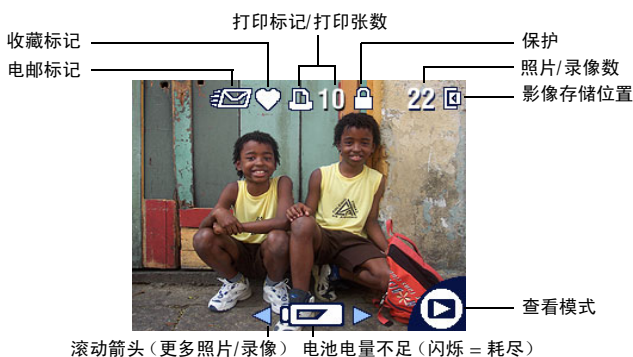 打印标记/打印张数
收藏标记
保护
电邮标记
照片/录像数
影像存储位置
10
22
查看模式
滚动箭头(更多照片/录像) 电池电量不足(闪烁 = 耗尽)